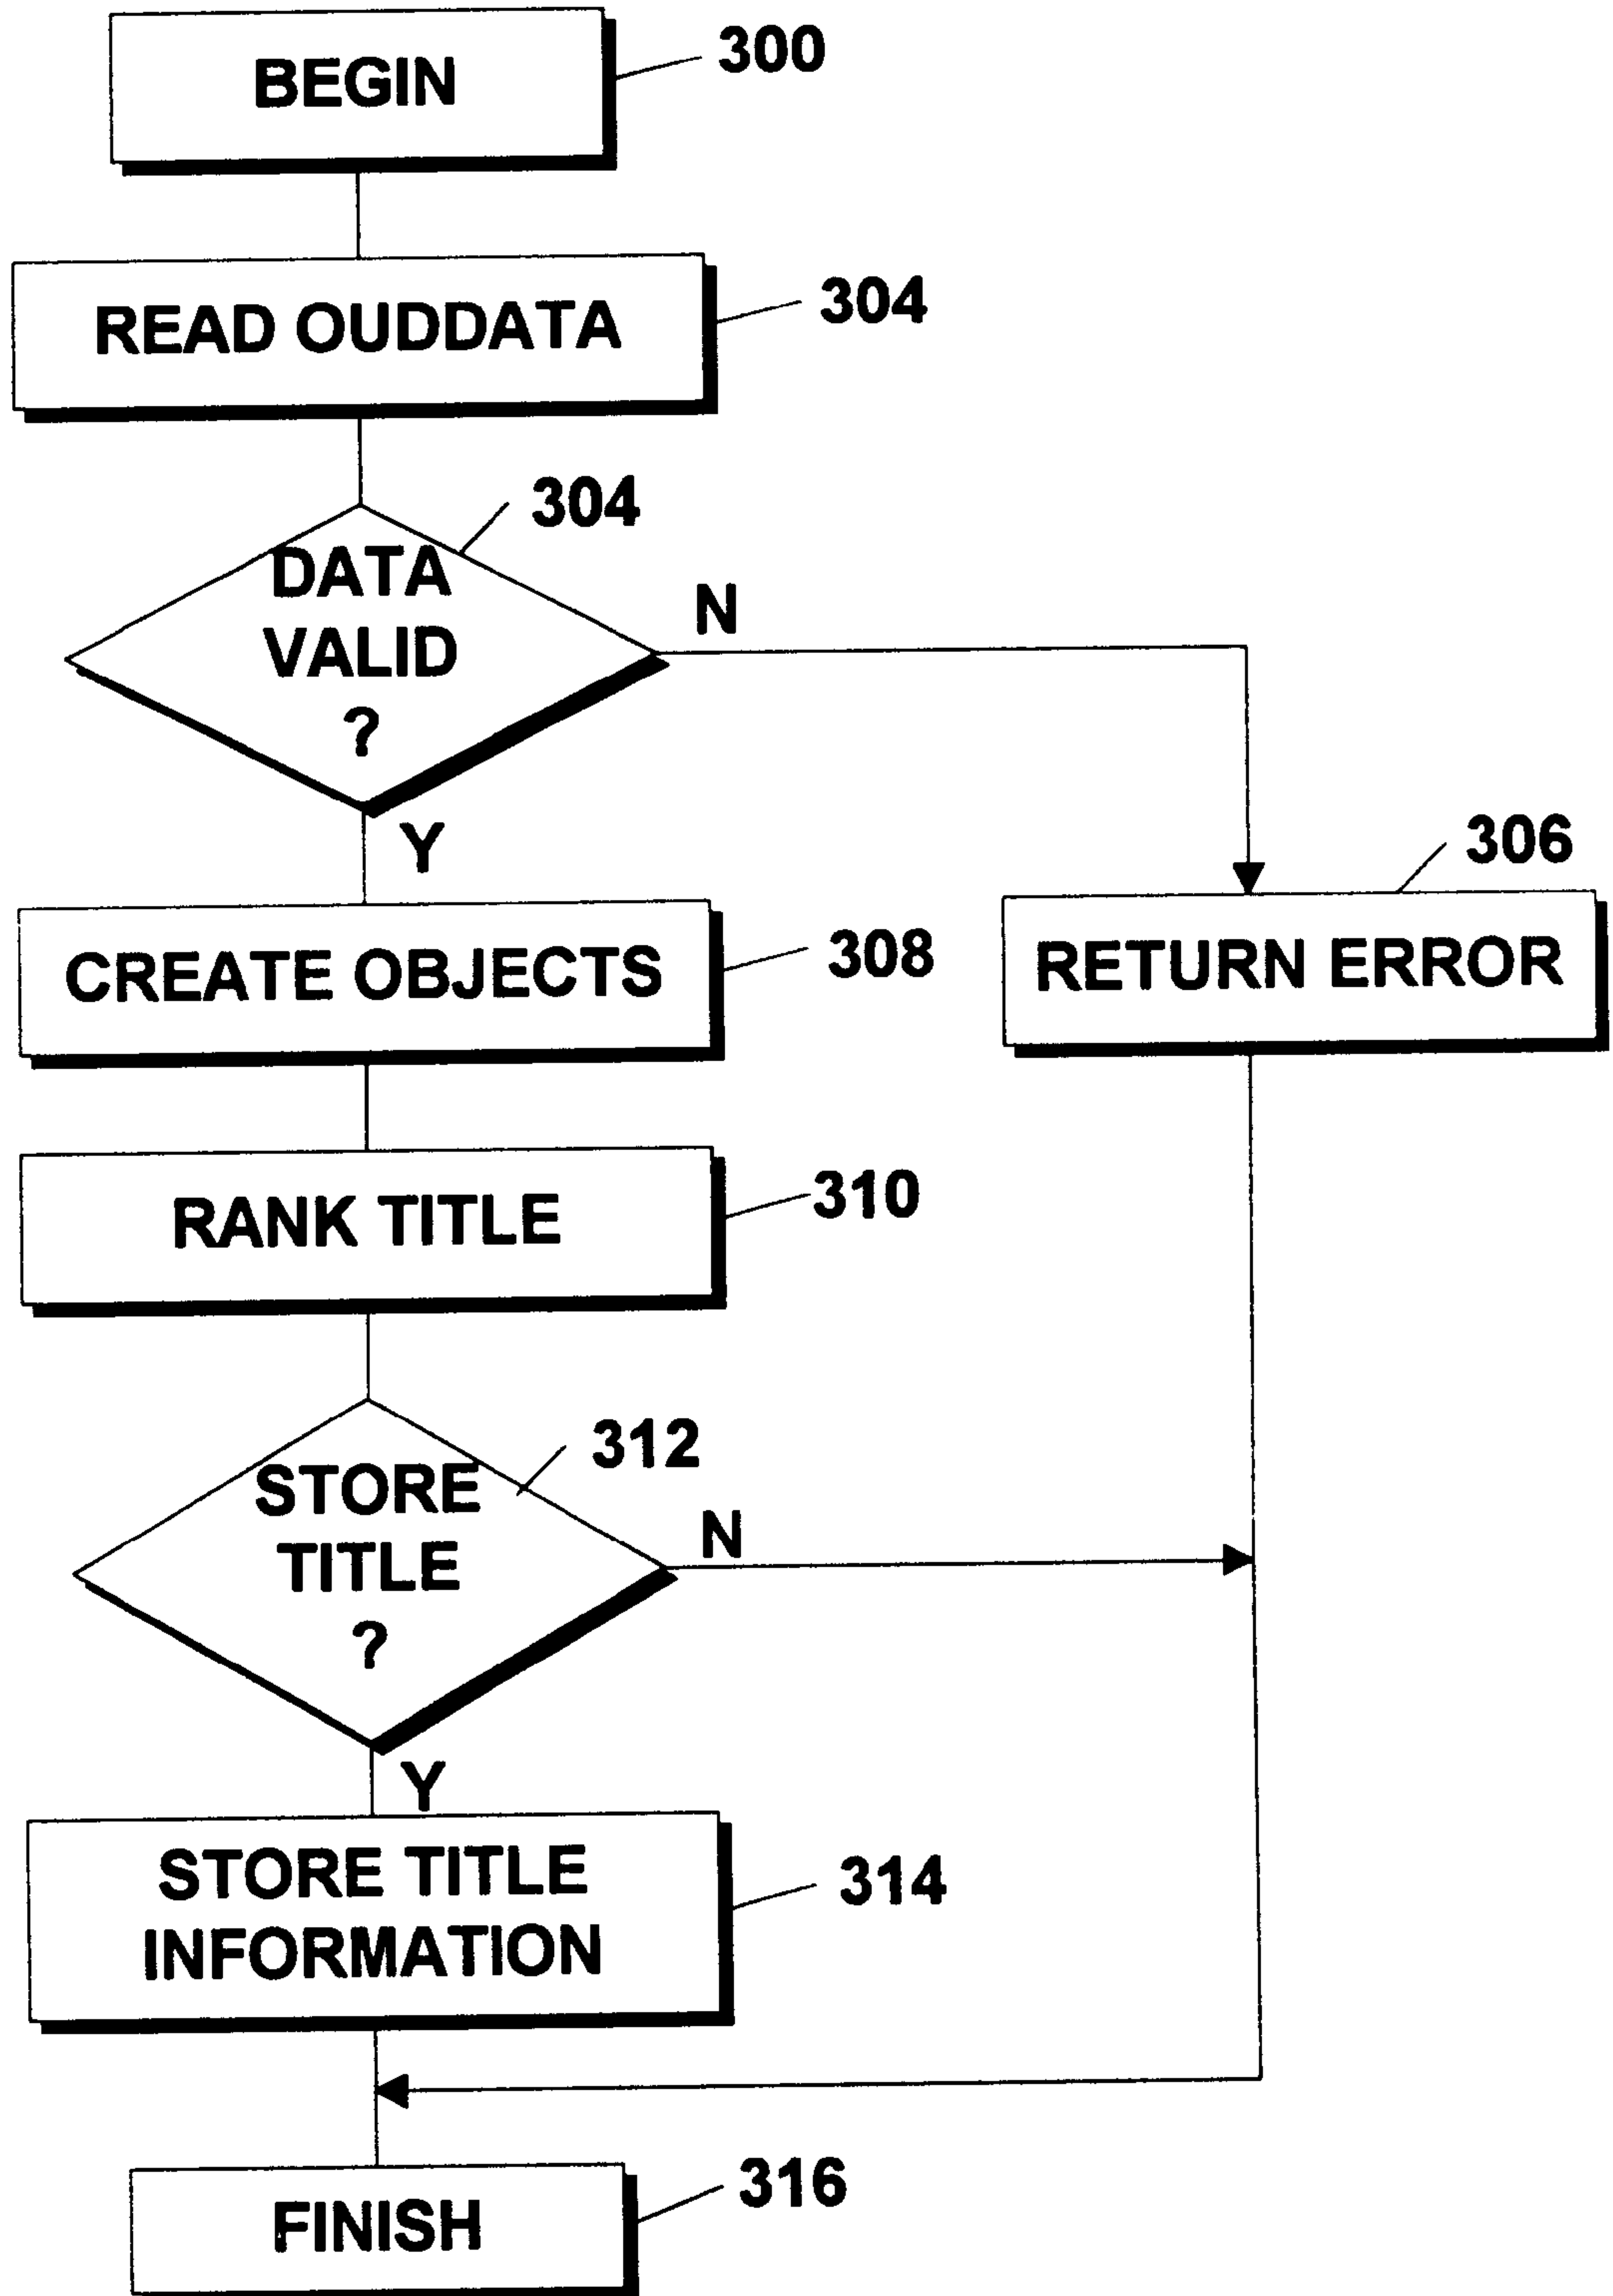 BEGIN
300
READ OUDDATA
304
304
DATA
VALID
?
N
Y
306
CREATE OBJECTS
308
RETURN ERROR
RANK TITLE
310
312
STORE
TITLE
?
N
Y
STORE TITLE
INFORMATION
314
FINISH
316